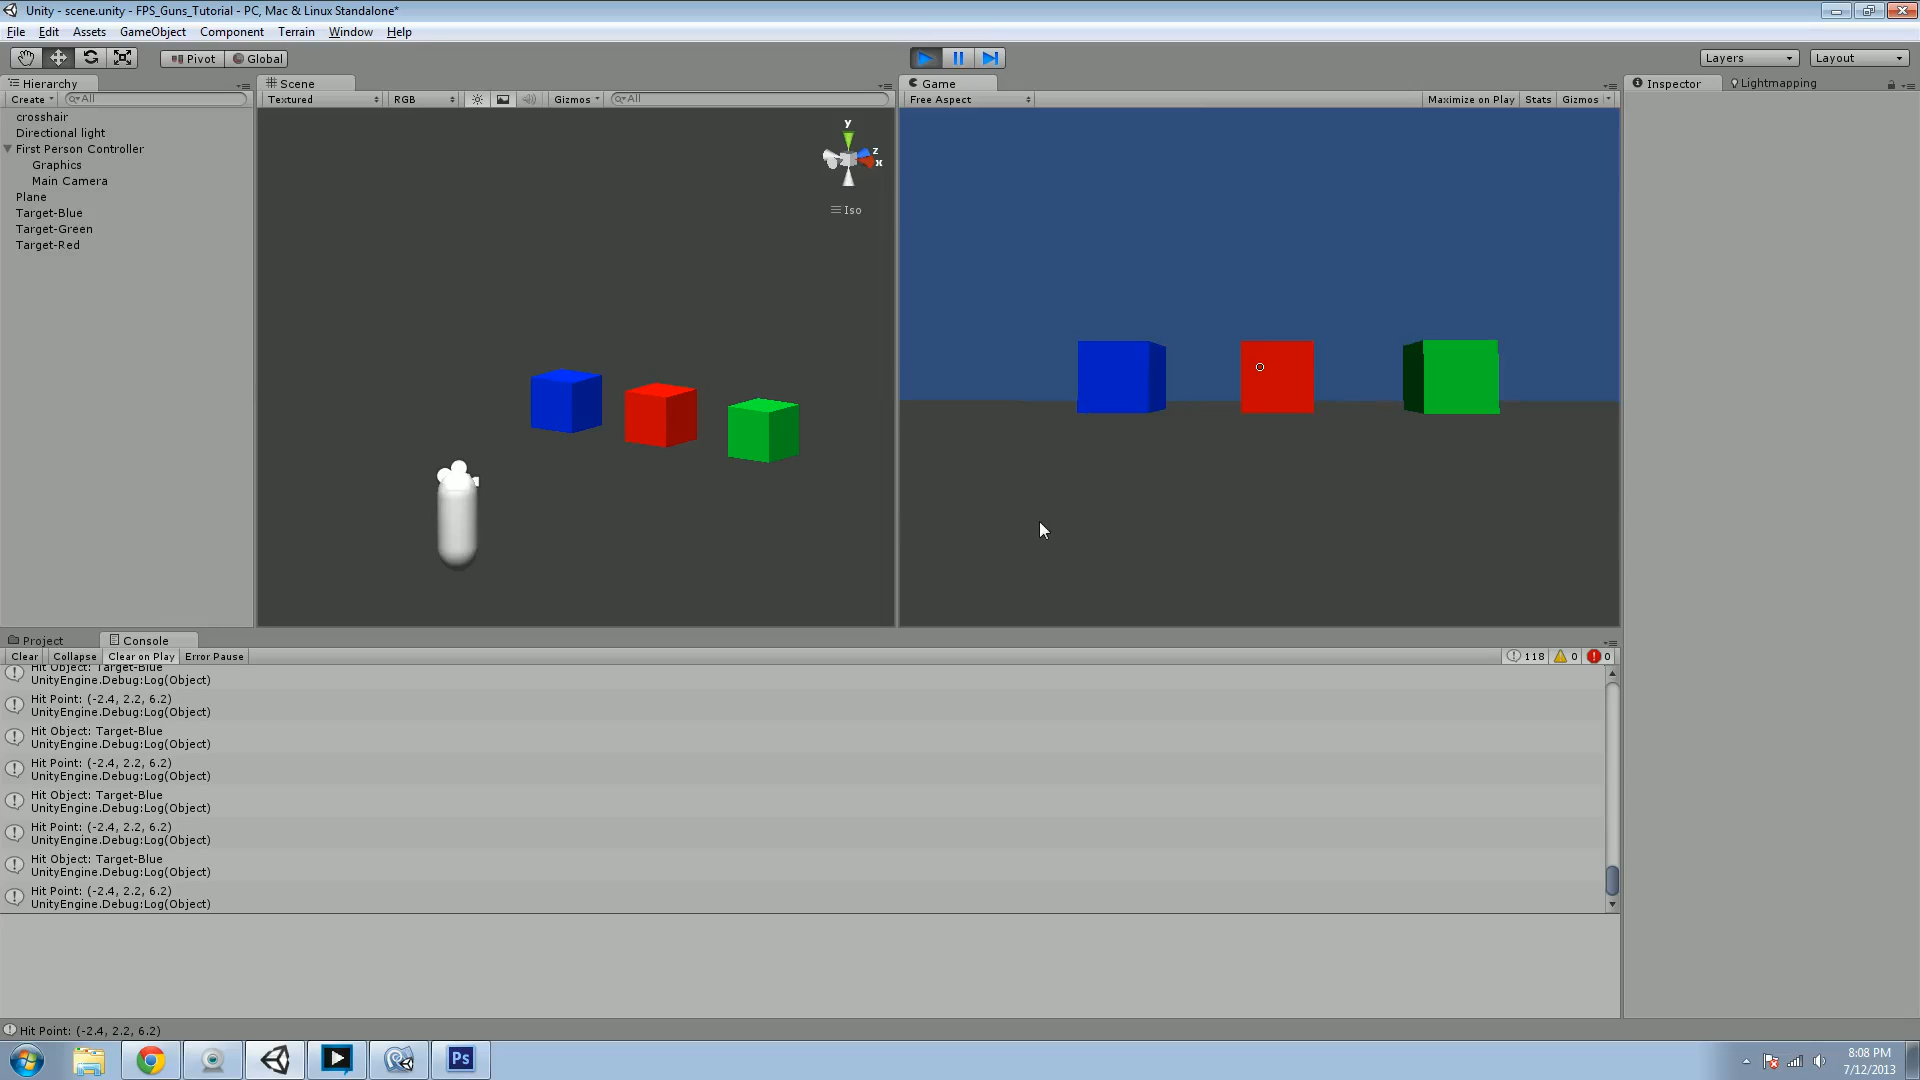 Unity - scene.unity - FPS_Guns_Tutorial - PC, Mac & Linux Standalone*
File Edit Assets GameObject Component Terrain Window Help
Pivot Global Layers Layout
Hierarchy
Create All
crosshair
Directional light
First Person Controller
Graphics
Main Camera
Plane
Target-Blue
Target-Green
Target-Red
Scene
Textured RGB Gizmos All
y
z
x
Iso
Game
Free Aspect Maximize on Play Stats Gizmos
Inspector Lightmapping
Project Console
Clear Collapse Clear on Play Error Pause 118 0 0
Hit Object: Target-Blue
UnityEngine.Debug:Log(Object)
Hit Point: (-2.4, 2.2, 6.2)
UnityEngine.Debug:Log(Object)
Hit Object: Target-Blue
UnityEngine.Debug:Log(Object)
Hit Point: (-2.4, 2.2, 6.2)
UnityEngine.Debug:Log(Object)
Hit Object: Target-Blue
UnityEngine.Debug:Log(Object)
Hit Point: (-2.4, 2.2, 6.2)
UnityEngine.Debug:Log(Object)
Hit Object: Target-Blue
UnityEngine.Debug:Log(Object)
Hit Point: (-2.4, 2.2, 6.2)
UnityEngine.Debug:Log(Object)
Hit Point: (-2.4, 2.2, 6.2)
Ps
8:08 PM
7/12/2013